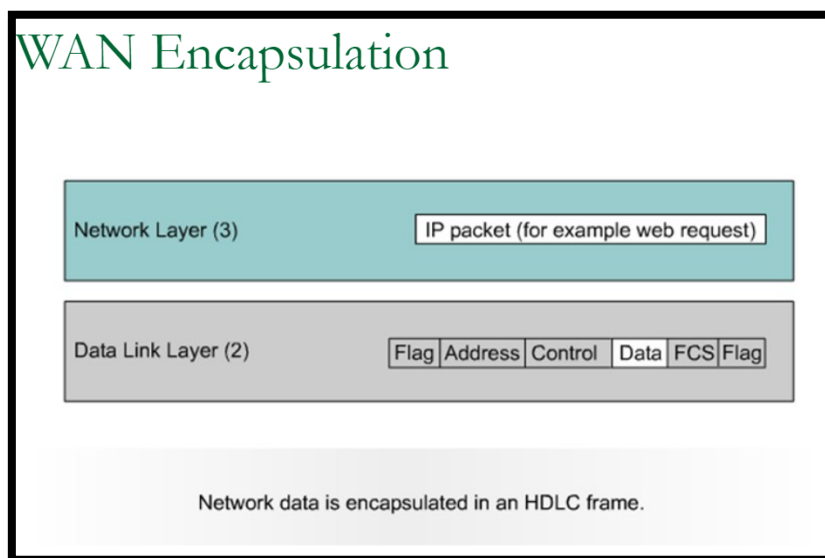 WAN Encapsulation
Network Layer (3)
IP packet (for example web request)
Data Link Layer (2)
Flag Address Control Data FCS Flag
Network data is encapsulated in an HDLC frame.